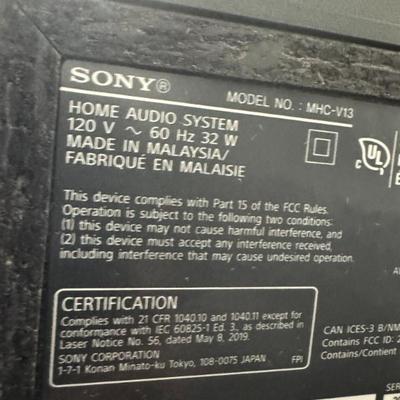 SONY®
MODEL NO. : MHC-V13
HOME AUDIO SYSTEM
120 V ~ 60 Hz 32 W
MADE IN MALAYSIA/
FABRIQUÉ EN MALAISIE
c UL
This device complies with Part 15 of the FCC Rules.
Operation is subject to the following two conditions:
(1) this device may not cause harmful interference, and
(2) this device must accept any interference received,
including interference that may cause undesired operation.
CERTIFICATION
Complies with 21 CFR 1040.10 and 1040.11 except for
conformance with IEC 60825-1 Ed. 3., as described in
Laser Notice No. 56, dated May 8, 2019.
SONY CORPORATION
1-7-1 Konan Minato-ku Tokyo, 108-0075 JAPAN FPI
CAN ICES-3 B/NM
Contains FCC ID: 2
Contains/Contient